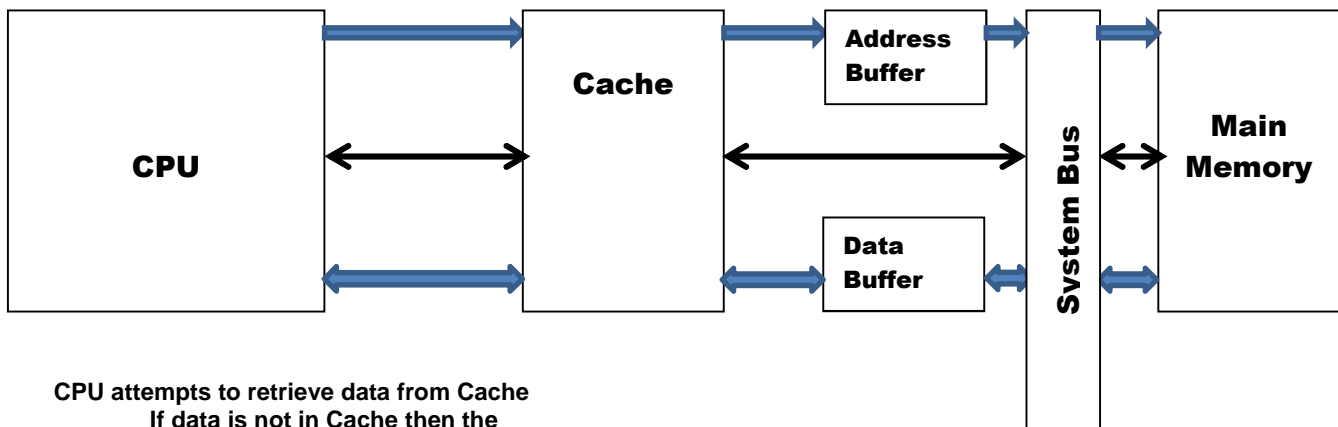 Address
Buffer
Cache
CPU
System Bus
Main
Memory
Data
Buffer
CPU attempts to retrieve data from Cache
If data is not in Cache then the